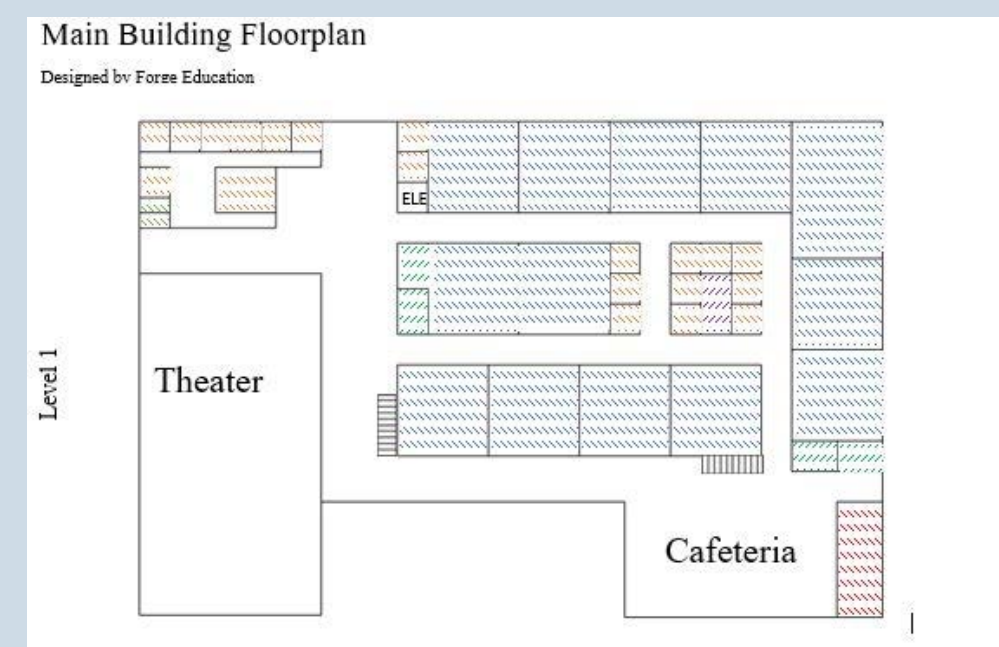 Main Building Floorplan
Designed by Forge Education
ELE
Theater
Level 1
Cafeteria